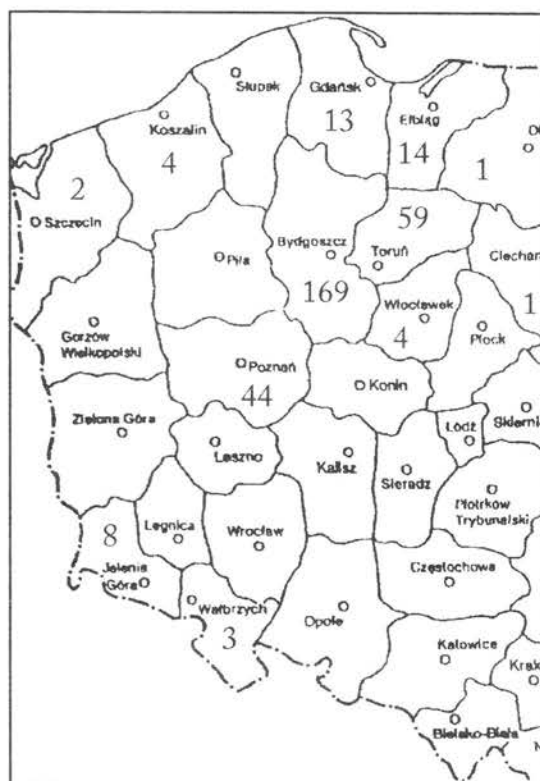 Słupsk
Gdańsk
13
Koszalin
4
Elbląg
14
1
2
Szczecin
59
Toruń
Bydgoszcz
169
Piła
Włocławek
4
Płock
1
Gorzów
Wielkopolski
Poznań
44
Konin
Zielona Góra
Leszno
Kalisz
Sieradz
Łódź
Piotrków
Trybunalski
8
Jelenia
Góra
Legnica
Wrocław
Wałbrzych
3
Opole
Częstochowa
Katowice
Bielsko-Biała